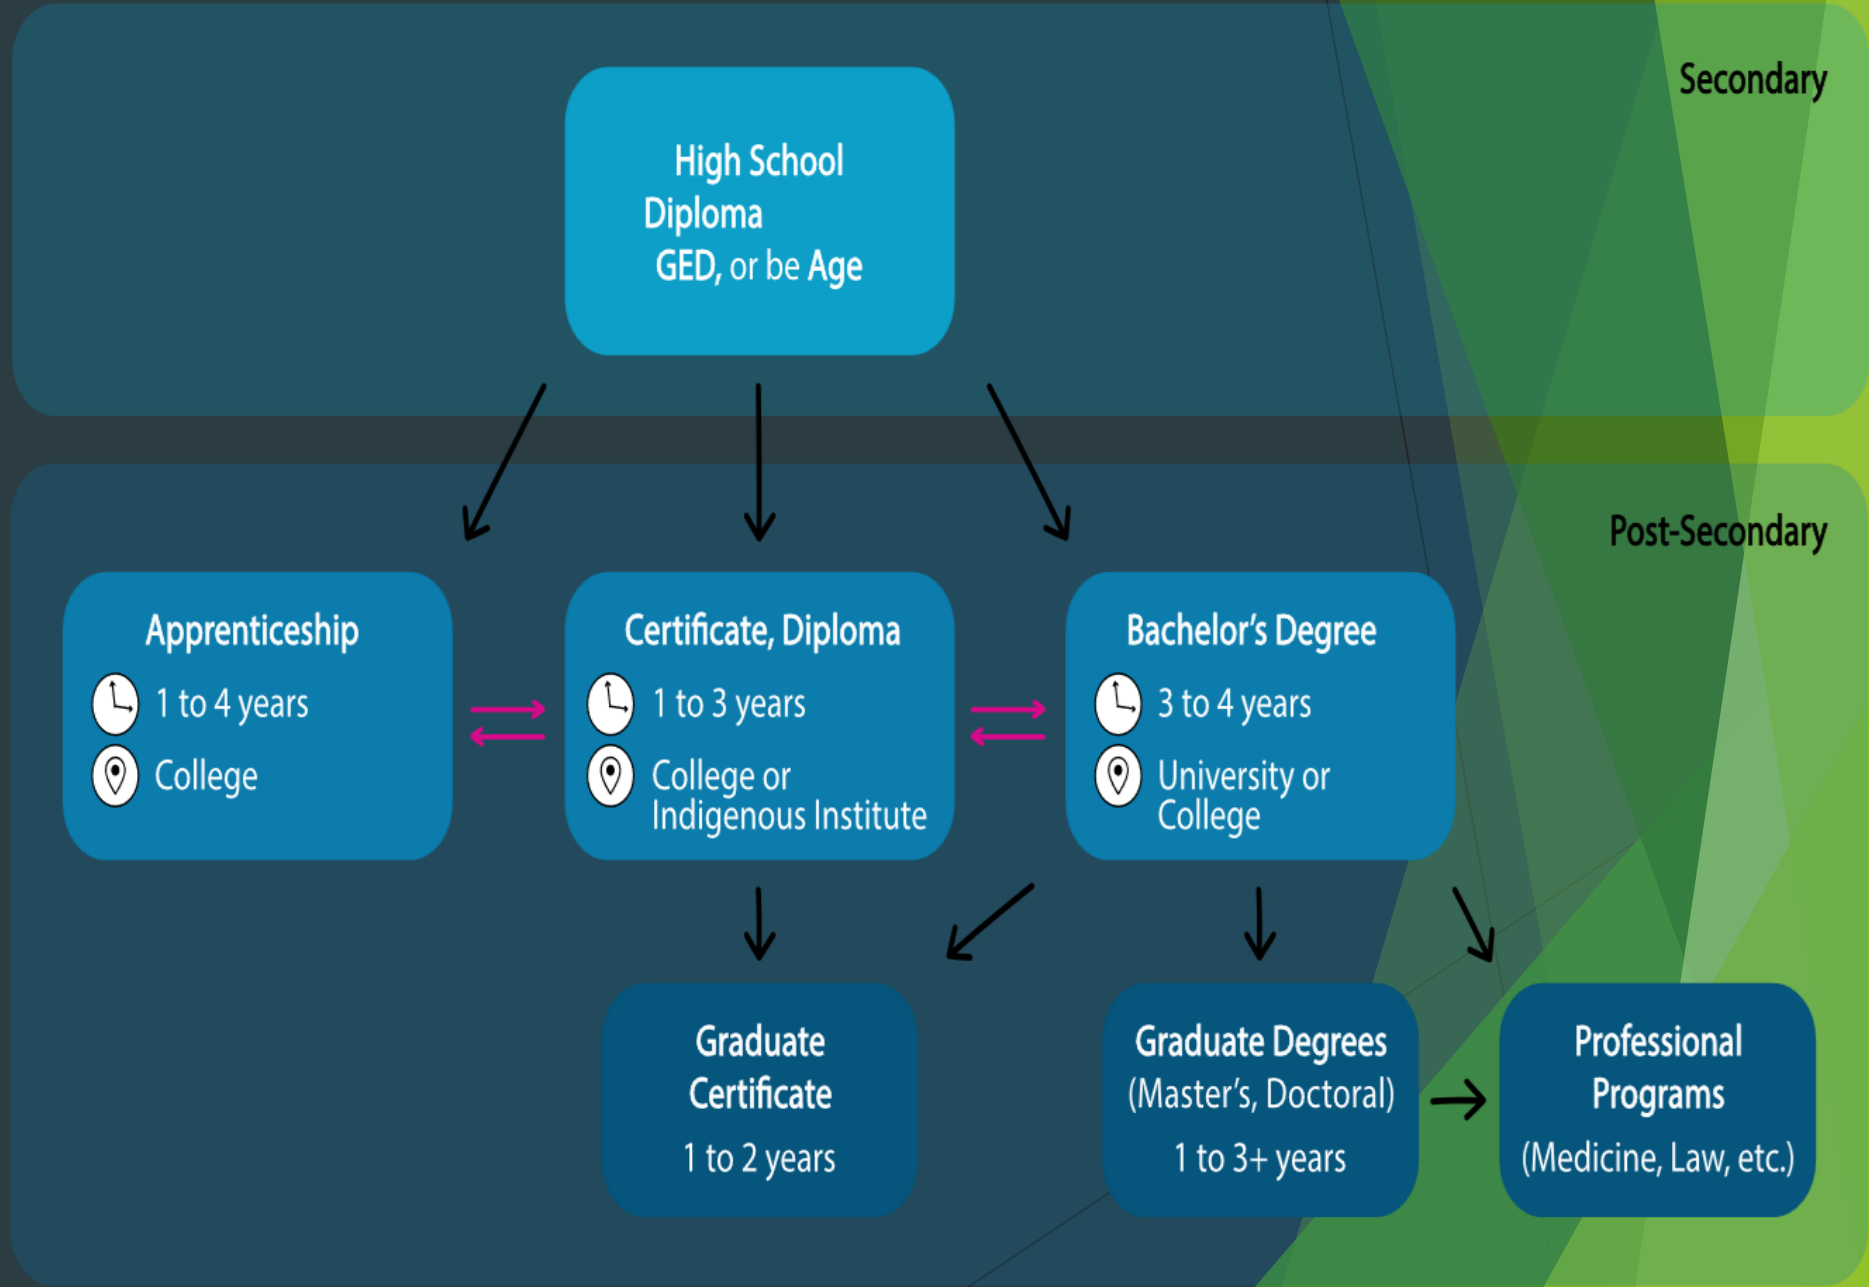 Secondary
High School
Diploma
GED, or be Age
Post-Secondary
Apprenticeship
1 to 4 years
College
Certificate, Diploma
1 to 3 years
College or
Indigenous Institute
Bachelor's Degree
3 to 4 years
University or
College
Graduate
Certificate
1 to 2 years
Graduate Degrees
(Master's, Doctoral)
1 to 3+ years
Professional
Programs
(Medicine, Law, etc.)